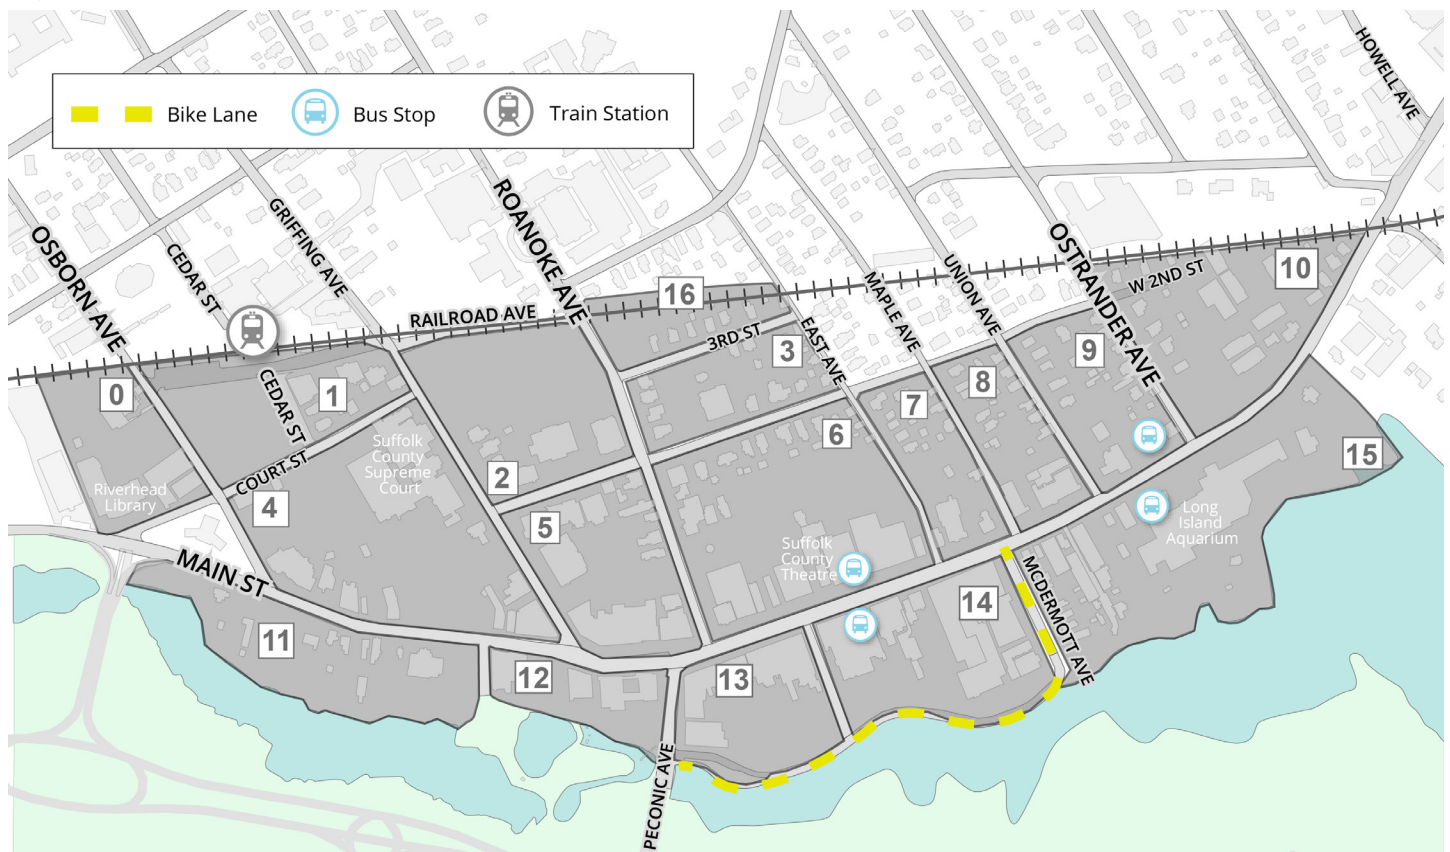 Bike Lane
Bus Stop
Train Station
HOWELL AVE
ROANOKE AVE
GRIFFING AVE
OSBORN AVE
CEDAR ST
OSTRANDER AVE
UNION AVE
W 2ND ST
10
MAPLE AVE
16
RAILROAD AVE
3RD ST
EAST AVE
3
9
0
CEDAR ST
1
8
7
6
Suffolk
County
Supreme
Court
COURT ST
2
15
Riverhead
Library
4
5
Long
Island
Aquarium
MAIN ST
Suffolk
County
Theatre
14
MCDERMOTT AVE
11
12
13
PECONIC AVE